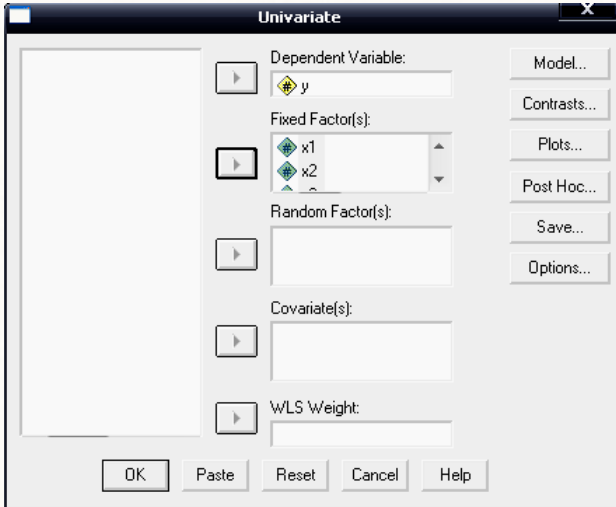 Univariate
X
Dependent Variable:
# y
Model...
Contrasts...
Fixed Factor(s):
# x1
# x2
Plots...
Post Hoc...
Random Factor(s):
Save...
Options...
Covariate(s):
WLS Weight:
OK
Paste
Reset
Cancel
Help